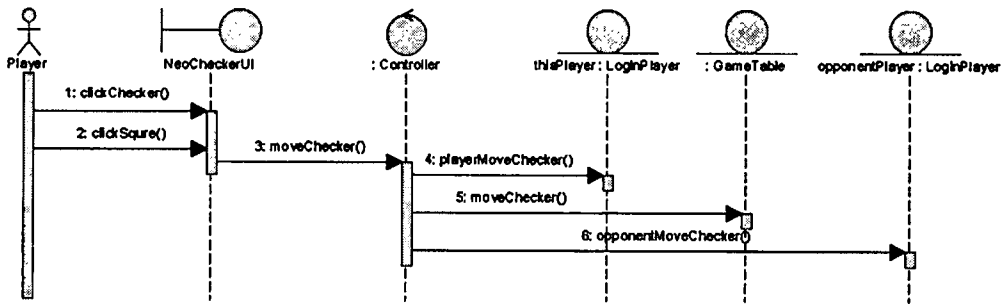 Player
NeoCheckerUI
: Controller
thisPlayer : LoginPlayer
: GameTable
opponentPlayer : LoginPlayer
1: clickChecker()
2: clickSqure()
3: moveChecker()
4: playerMoveChecker()
5: moveChecker()
6: opponentMoveChecker()